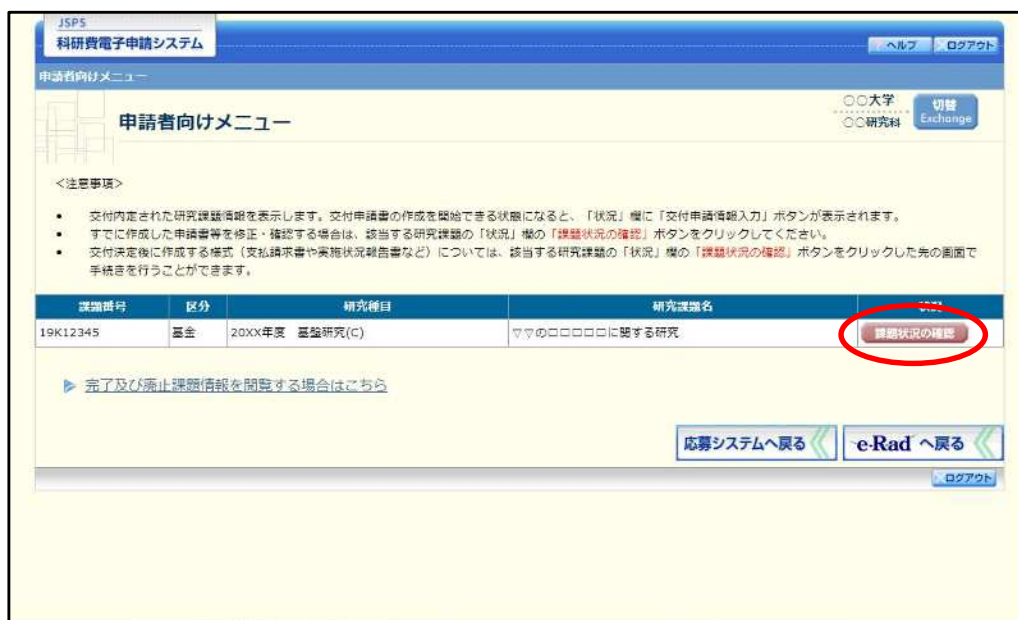 JSPS
科研費電子申請システム
ヘルプ ログアウト
申請者向けメニュー
申請者向けメニュー
○○大学
○○研究科
切替
Exchange
<注意事項>
• 交付内定された研究課題情報を表示します。交付申請書の作成を開始できる状態になると、「状況」欄に「交付申請情報入力」ボタンが表示されます。
• すでに作成した申請書等を修正・確認する場合は、該当する研究課題の「状況」欄の「課題状況の確認」ボタンをクリックしてください。
• 交付決定後に作成する様式（支払請求書や実施状況報告書など）については、該当する研究課題の「状況」欄の「課題状況の確認」ボタンをクリックした先の画面で
手続きを行うことができます。
課題番号 区分 研究種目 研究課題名 状況
19K12345 基金 20XX年度 基盤研究(C) ▽▽の□□□□□に関する研究 課題状況の確認
完了及び廃止課題情報を閲覧する場合はこちら
応募システムへ戻る e-Rad へ戻る
ログアウト